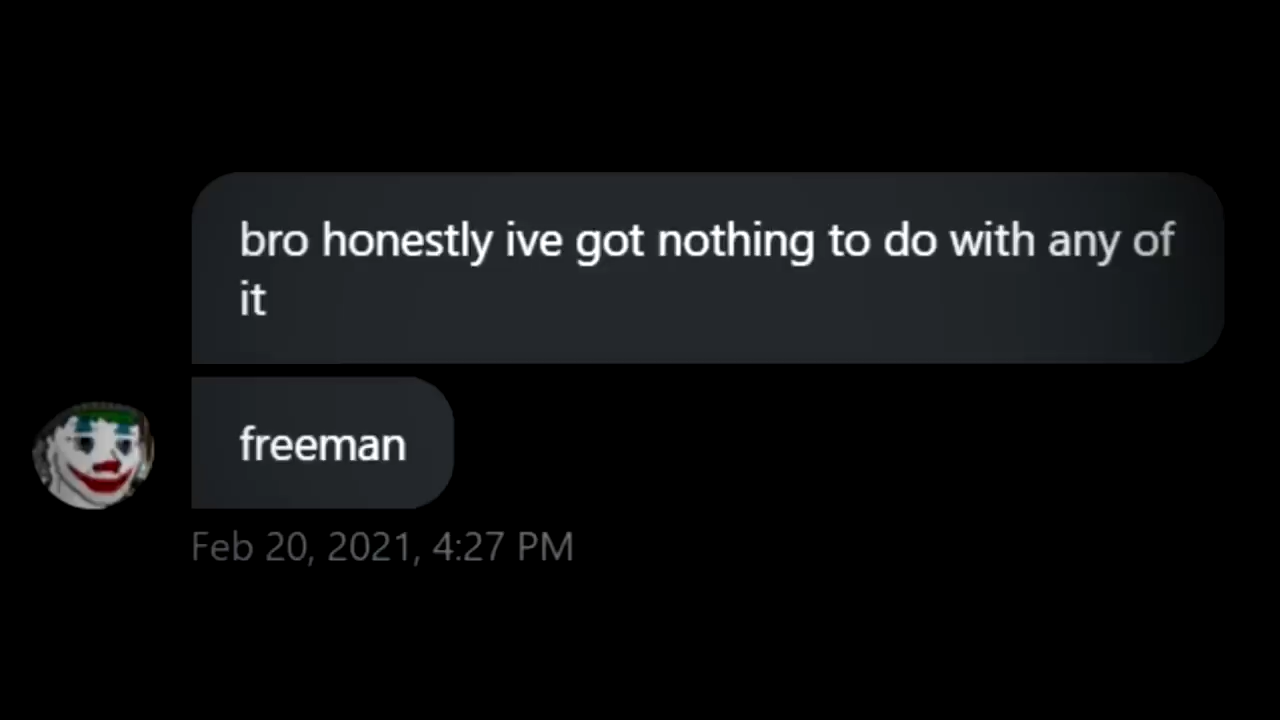 bro honestly ive got nothing to do with any of
it
freeman
Feb 20, 2021, 4:27 PM